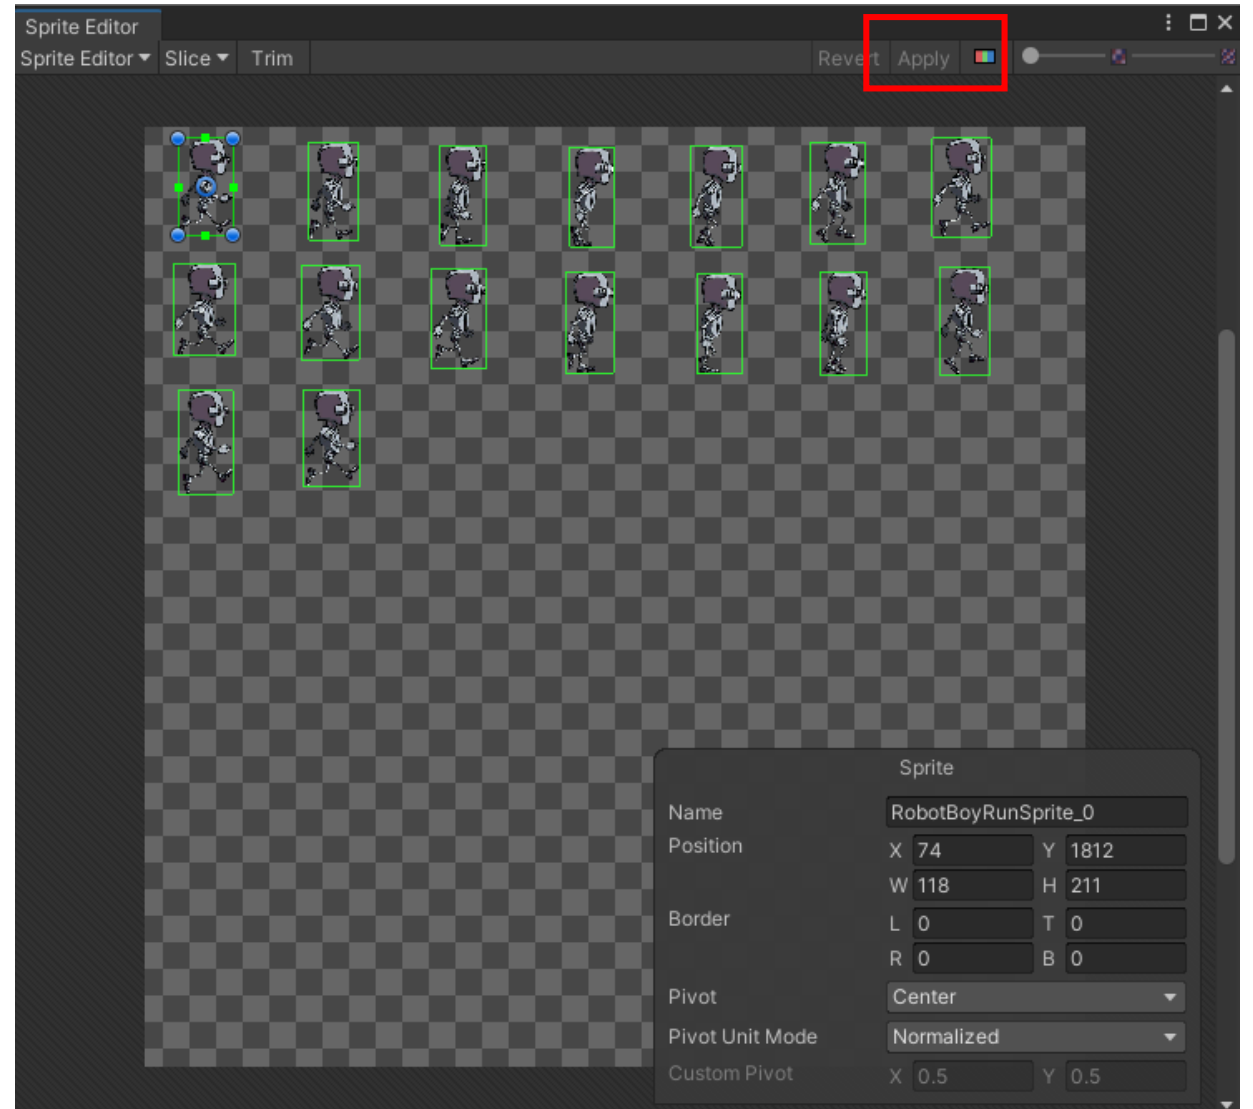 Sprite Editor
Sprite Editor Slice Trim Revert Apply
Sprite
Name RobotBoyRunSprite_0
Position X 74 Y 1812
W 118 H 211
Border L 0 T 0
R 0 B 0
Pivot Center
Pivot Unit Mode Normalized
Custom Pivot X 0.5 Y 0.5